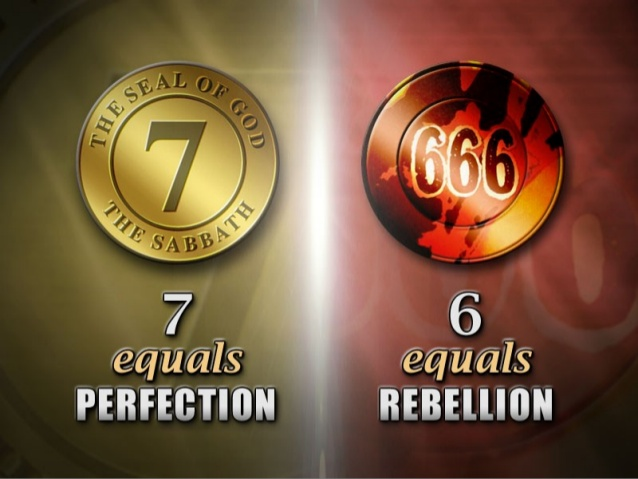 THE SEAL OF GOD
7
THE SABBATH
7
equals
PERFECTION
666
6
equals
REBELLION